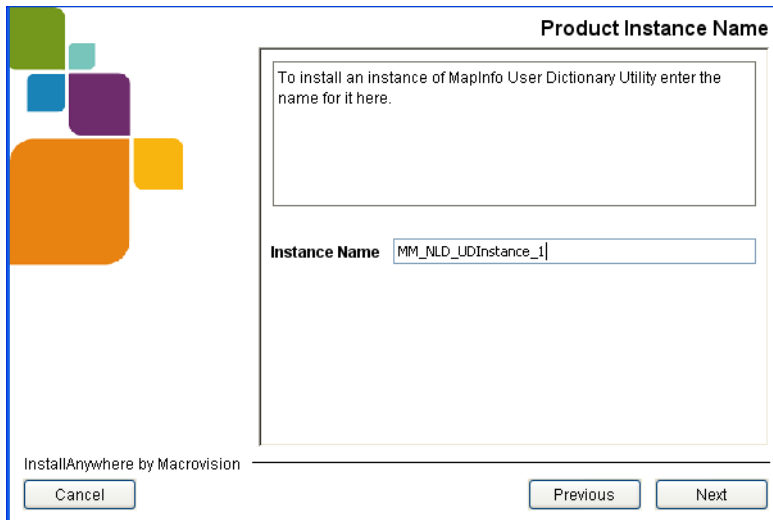 Product Instance Name
To install an instance of MapInfo User Dictionary Utility enter the
name for it here.
Instance Name MM_NLD_UDInstance_1
InstallAnywhere by Macrovision
Cancel Previous Next